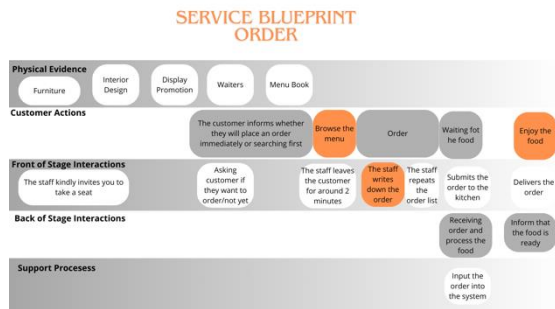 SERVICE BLUEPRINT
ORDER
Physical Evidence
Furniture
Interior
Design
Display
Promotion
Waiters
Menu Book
Customer Actions
The customer informs whether
they will place an order
immediately or searching first
Browse the
menu
Order
Waiting fot
he food
Enjoy the
food
Front of Stage Interactions
The staff kindly invites you to
take a seat
Asking
customer if
they want to
order/not yet
The staff leaves
the customer
for around 2
minutes
The staff
writes
down the
order
The staff
repeats
the
order list
Submits the
order to the
kitchen
Delivers the
order
Back of Stage Interactions
Receiving
order and
process the
food
Inform that
the food is
ready
Support Procesess
Input the
order into
the system